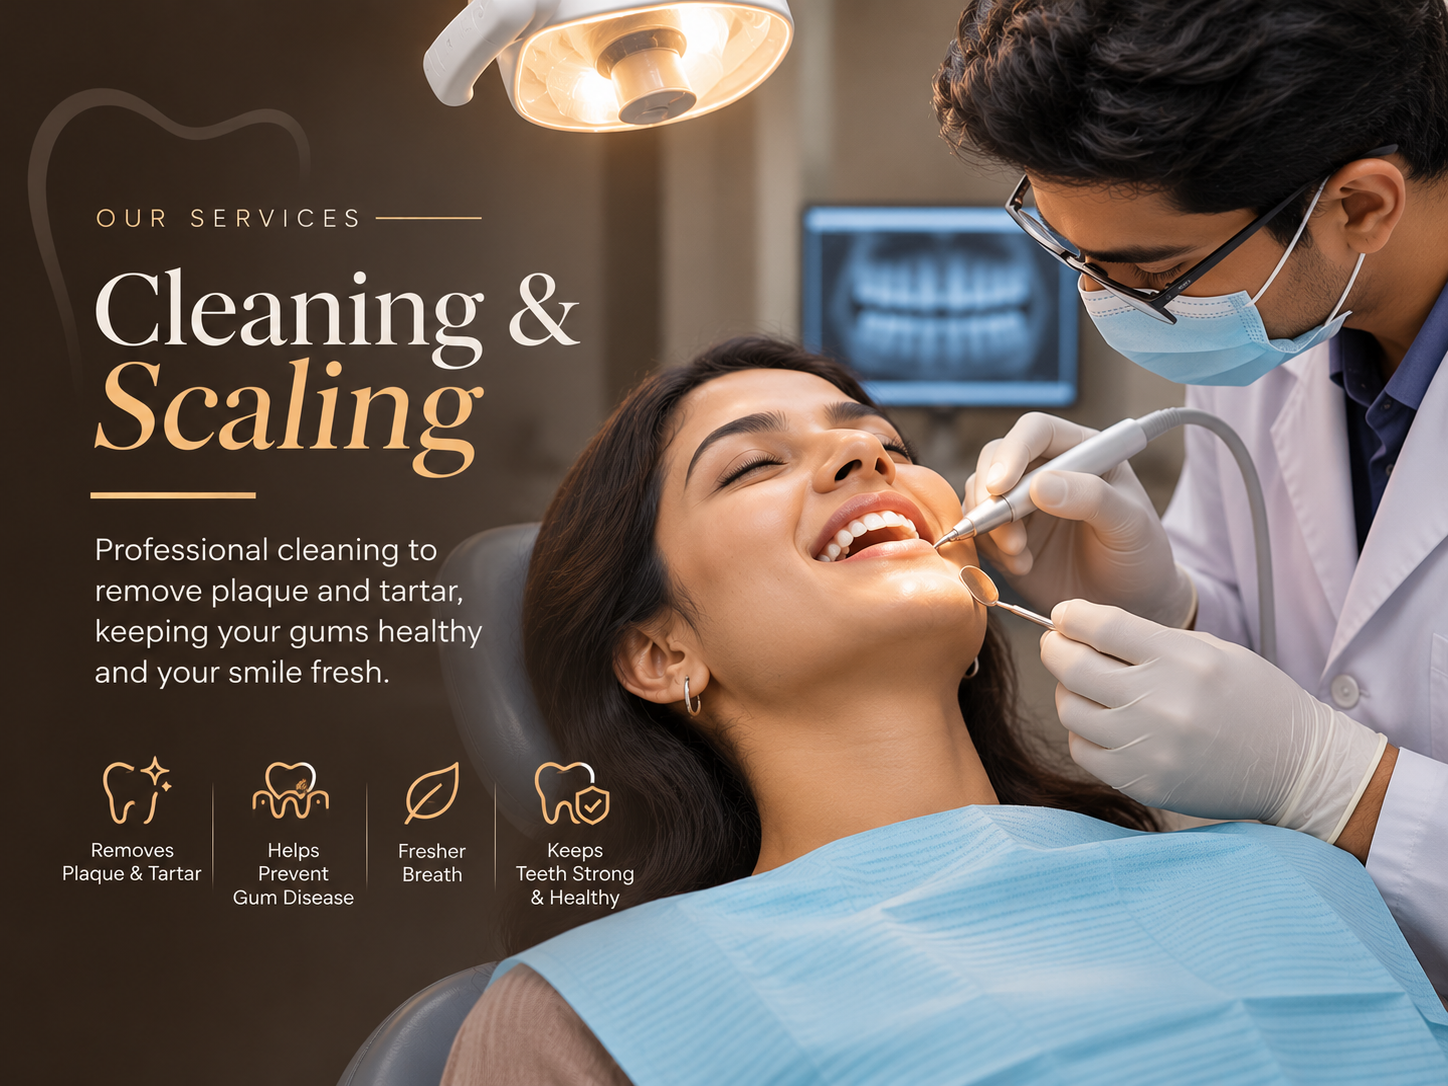 OUR SERVICES
Cleaning &
Scaling
Professional cleaning to
remove plaque and tartar,
keeping your gums healthy
and your smile fresh.
Removes
Plaque & Tartar
Helps
Prevent
Gum Disease
Fresher
Breath
Keeps
Teeth Strong
& Healthy